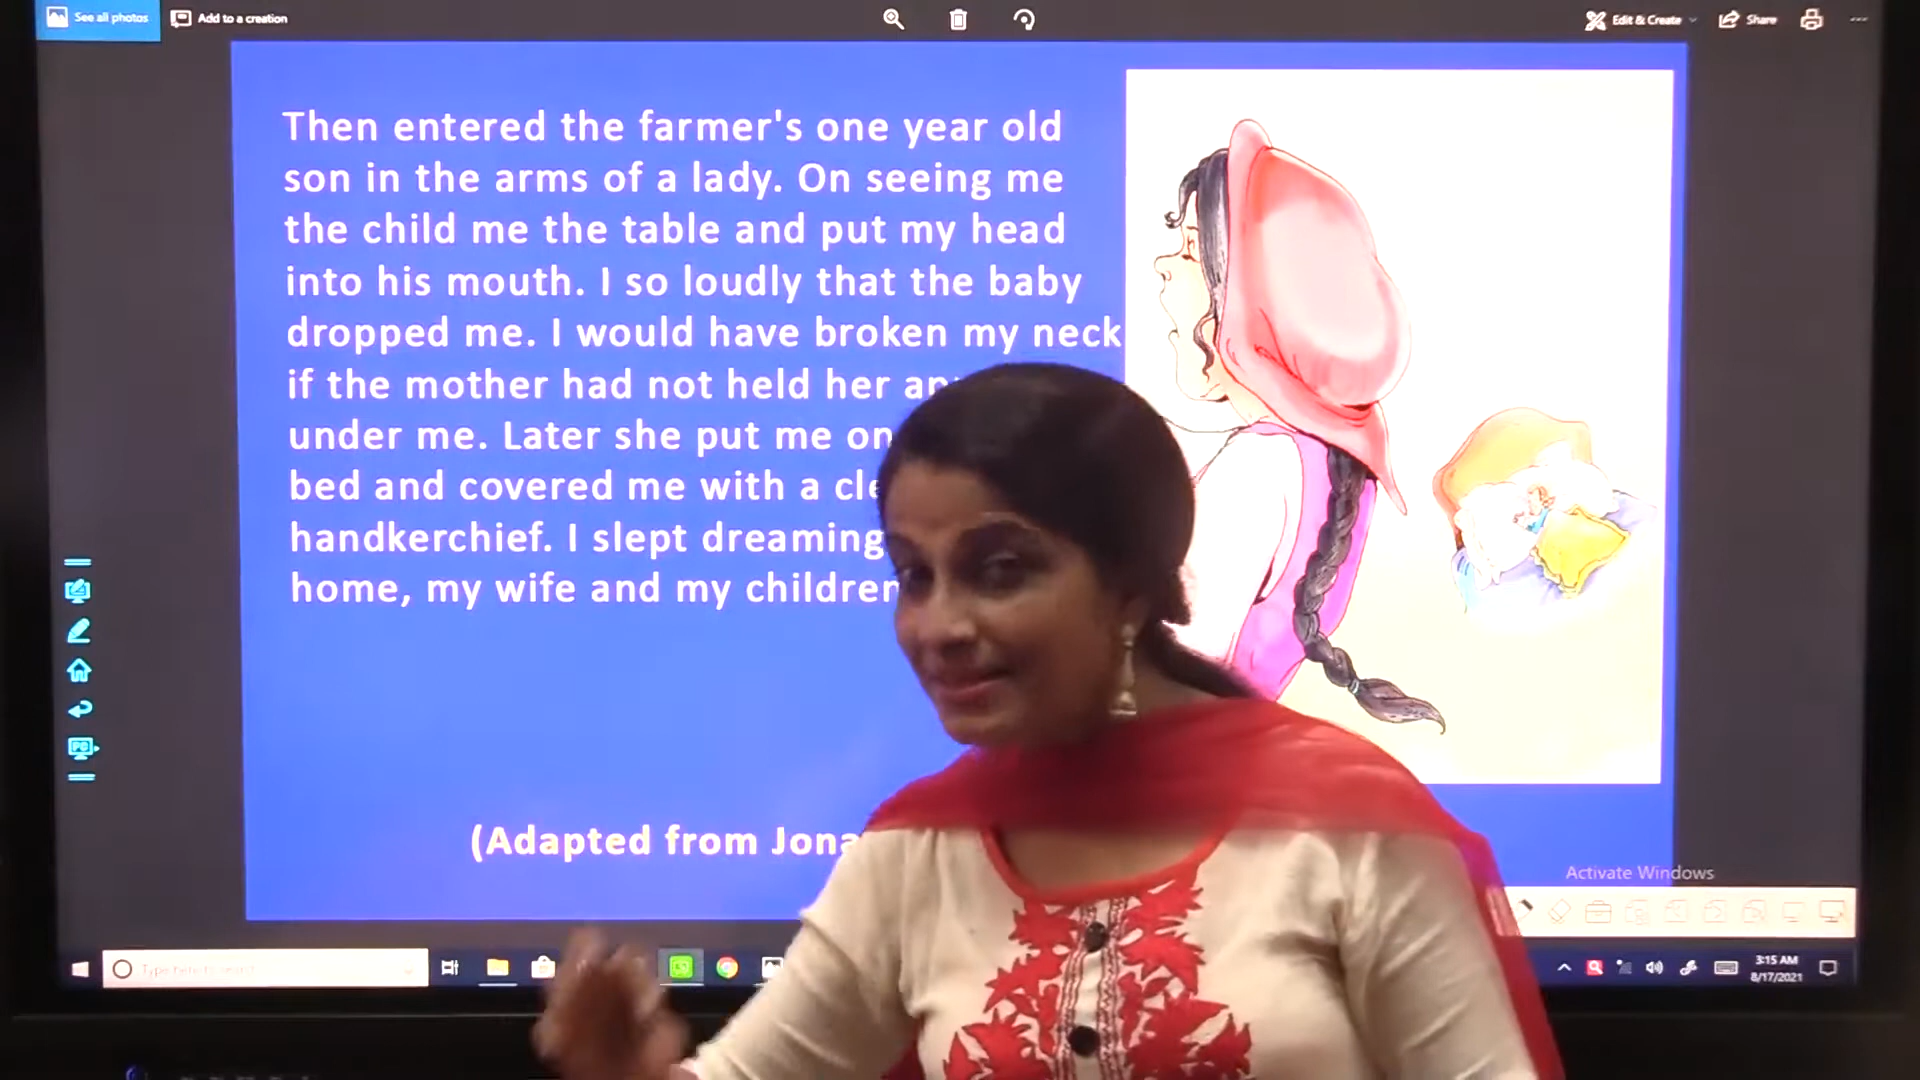 See all photos
Add to a creation
Edit & Create
Share
Then entered the farmer's one year old
son in the arms of a lady. On seeing me
the child me the table and put my head
into his mouth. I so loudly that the baby
dropped me. I would have broken my neck
if the mother had not held her
under me. Later she put me on
bed and covered me with a
handkerchief. I slept dreaming
home, my wife and my children
(Adapted from
Activate Windows
Type here to search
3:15 AM
8/17/2021